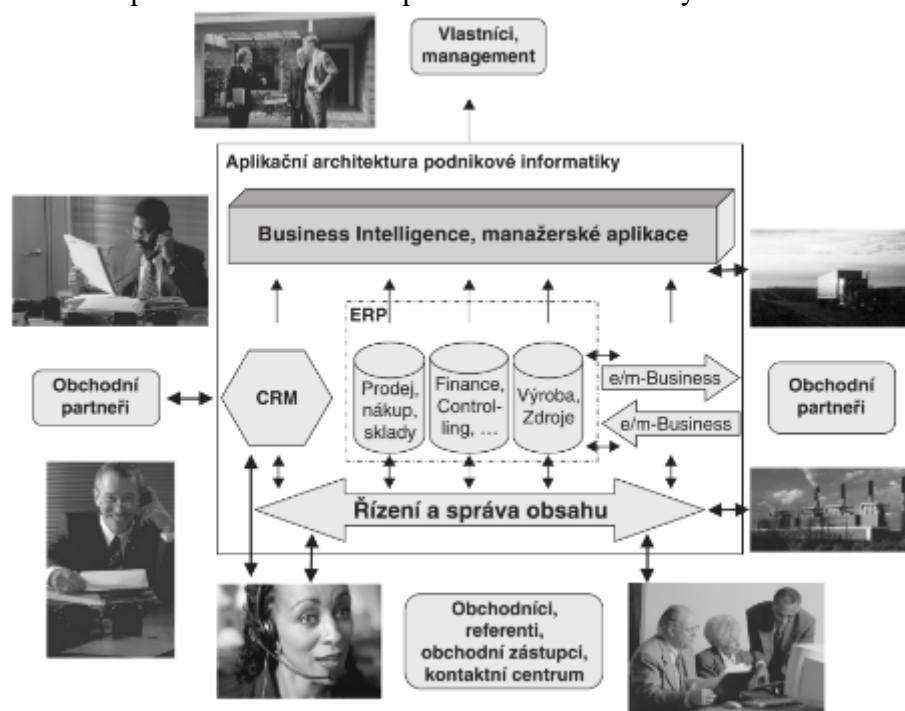 Vlastníci,
management
Aplikační architektura podnikové informatiky
Business Intelligence, manažerské aplikace
ERP
Obchodní
partneři
CRM
Prodej,
nákup,
sklady
Finance,
Control-
ling, ...
Výroba,
Zdroje
e/m-Business
e/m-Business
Obchodní
partneři
Řízení a správa obsahu
Obchodníci,
referenti,
obchodní zástupci,
kontaktní centrum